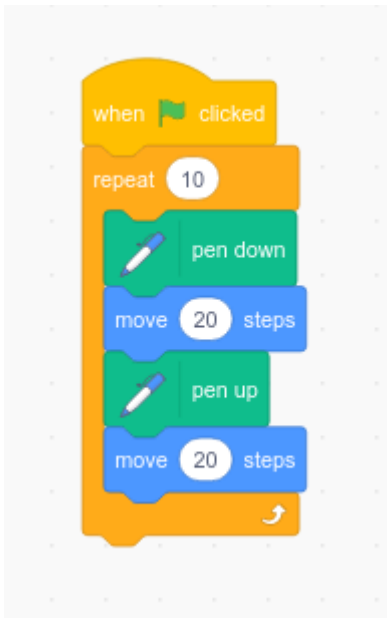 when clicked
repeat 10
pen down
move 20 steps
pen up
move 20 steps